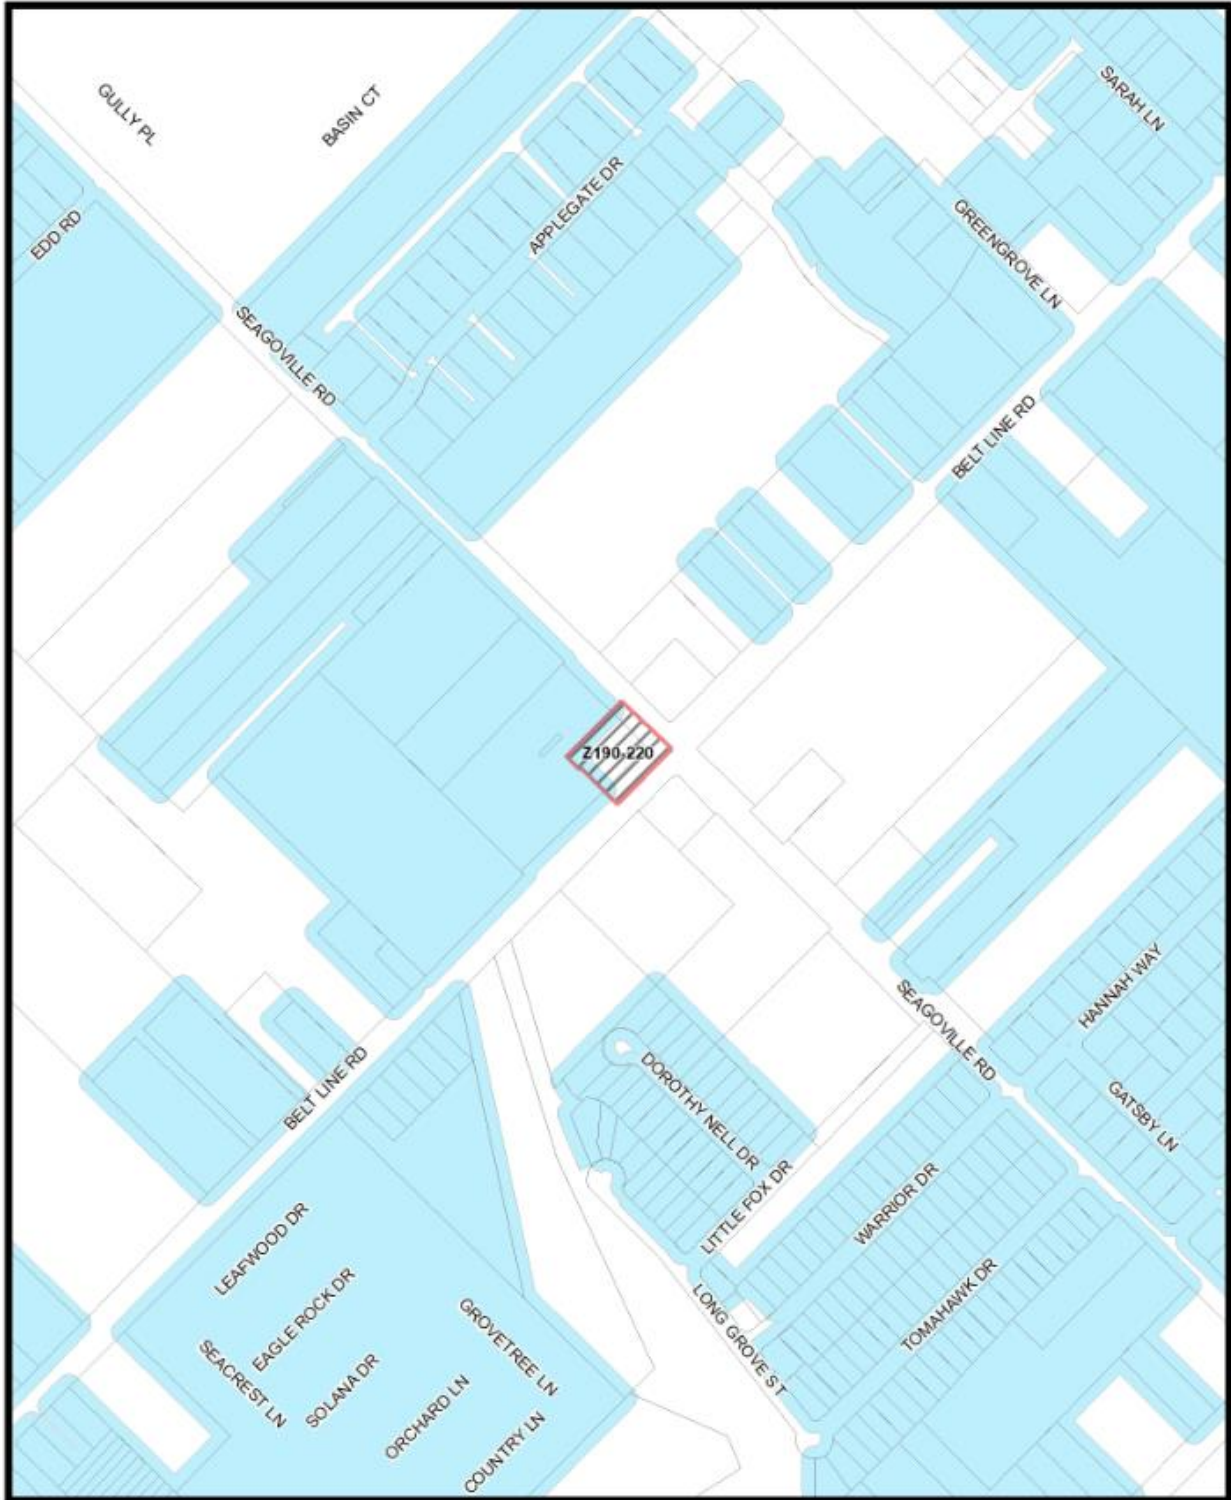 GULLY PL
BASIN CT
SARAH LN
EDD RD
APPLEGATE DR
GREENGROVE LN
SEAGOVILLE RD
BELT LINE RD
Z190-220
HANNAH WAY
SEAGOVILLE RD
DOROTHY NELL DR
BELT LINE RD
GATSBY LN
LITTLE FOX DR
WARRIOR DR
LEAFWOOD DR
EAGLE ROCK DR
TOMAHAWK DR
GROVETREE LN
LONG GROVE ST
SEACREST LN
SOLANA DR
ORCHARD LN
COUNTRY LN